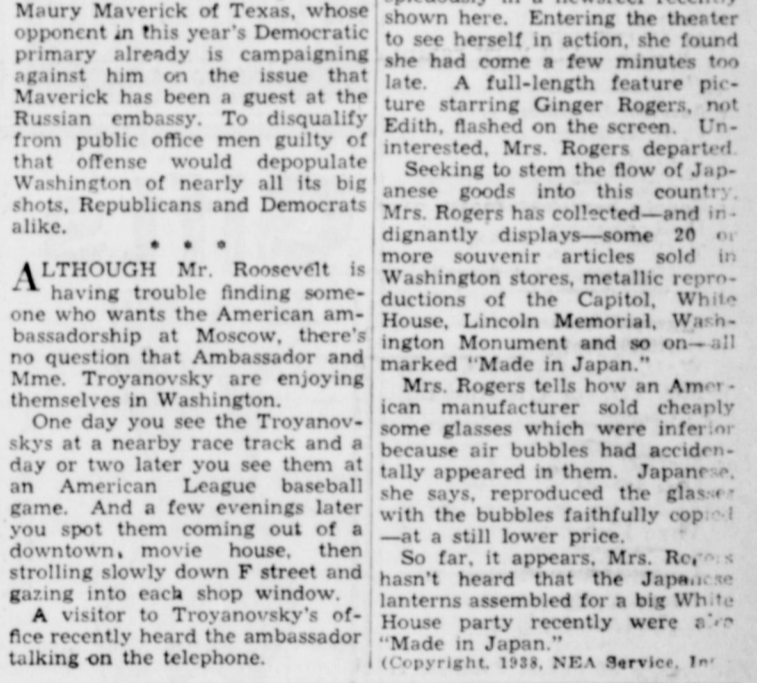 Maury Maverick of Texas, whose
opponent in this year's Democratic
primary already is campaigning
against him on the issue that
Maverick has been a guest at the
Russian embassy. To disqualify
from public office men guilty of
that offense would depopulate
Washington of nearly all its big
shots, Republicans and Democrats
alike.
* * *
ALTHOUGH Mr. Roosevelt is
having trouble finding some-
one who wants the American am-
bassadorship at Moscow, there's
no question that Ambassador and
Mme. Troyanovsky are enjoying
themselves in Washington.
One day you see the Troyanov-
skys at a nearby race track and a
day or two later you see them at
an American League baseball
game. And a few evenings later
you spot them coming out of a
downtown, movie house, then
strolling slowly down F street and
gazing into each shop window.
A visitor to Troyanovsky's of-
fice recently heard the ambassador
talking on the telephone.
shown here. Entering the theater
to see herself in action, she found
she had come a few minutes too
late. A full-length feature pic-
ture starring Ginger Rogers, not
Edith, flashed on the screen. Un-
interested, Mrs. Rogers departed.
Seeking to stem the flow of Jap-
anese goods into this country,
Mrs. Rogers has collected—and in-
dignantly displays—some 20 or
more souvenir articles sold in
Washington stores, metallic repro-
ductions of the Capitol, White
House, Lincoln Memorial, Wash-
ington Monument and so on—all
marked "Made in Japan."
Mrs. Rogers tells how an Amer-
ican manufacturer sold cheaply
some glasses which were inferior
because air bubbles had acciden-
tally appeared in them. Japanese,
she says, reproduced the glasses
with the bubbles faithfully copied
—at a still lower price.
So far, it appears, Mrs. Rogers
hasn't heard that the Japanese
lanterns assembled for a big White
House party recently were also
"Made in Japan."
(Copyright, 1938, NEA Service, In